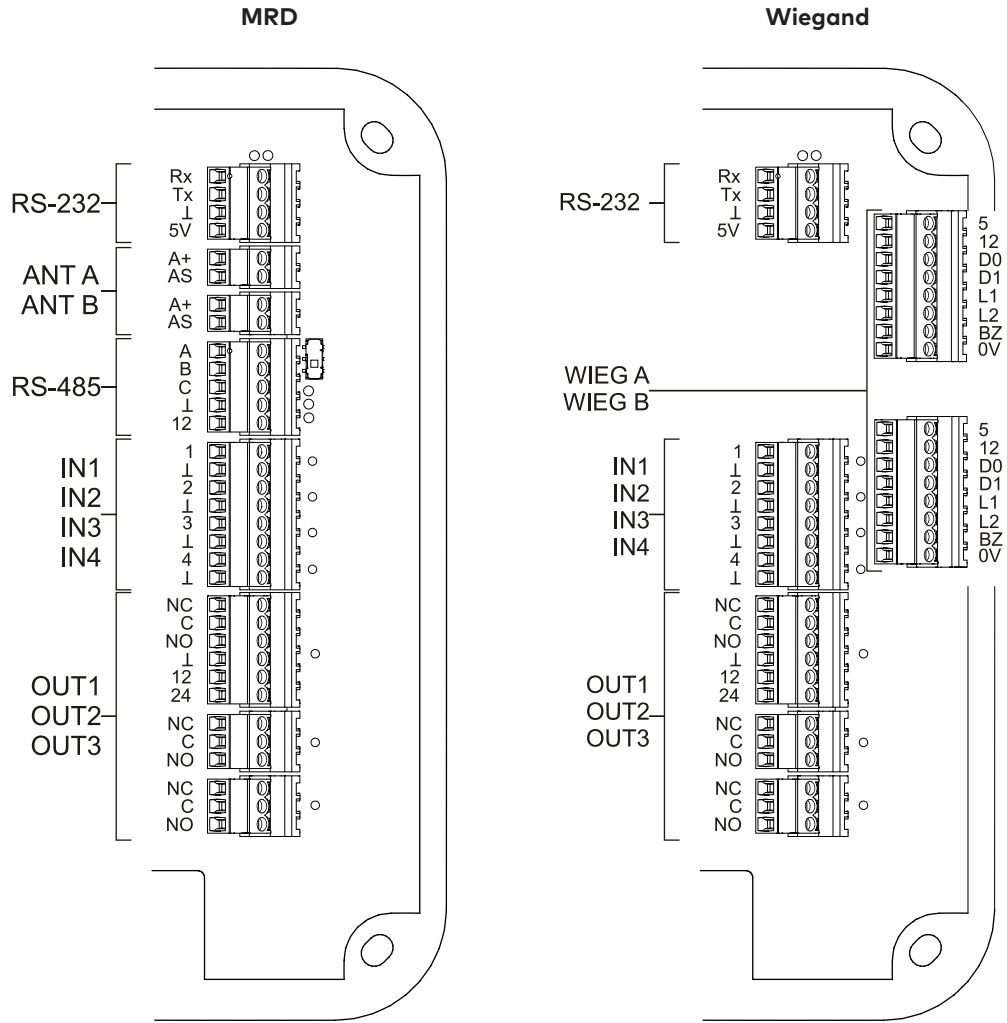 MRD
RS-232
Rx
Tx
⊥
5V
ANT A
ANT B
A+
AS
A+
AS
RS-485
A
B
C
⊥
12
IN1
IN2
IN3
IN4
1
⊥
2
⊥
3
⊥
4
⊥
OUT1
OUT2
OUT3
NC
C
NO
⊥
12
24
NC
C
NO
NC
C
NO
Wiegand
RS-232
Rx
Tx
⊥
5V
WIEG A
WIEG B
5
12
D0
D1
L1
L2
BZ
0V
5
12
D0
D1
L1
L2
BZ
0V
IN1
IN2
IN3
IN4
1
⊥
2
⊥
3
⊥
4
⊥
OUT1
OUT2
OUT3
NC
C
NO
⊥
12
24
NC
C
NO
NC
C
NO